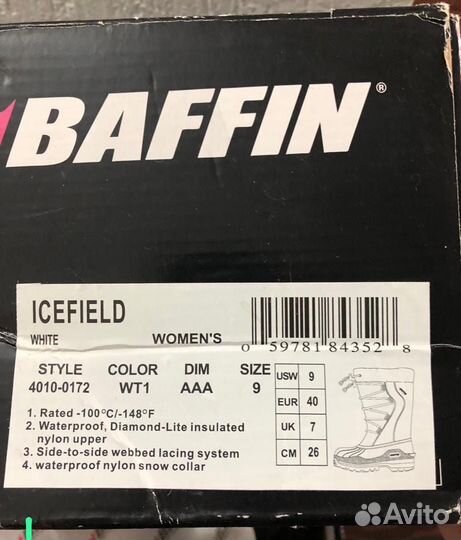 BAFFIN®
ICEFIELD
WHITE WOMEN'S
0 59781 84352 8
STYLE COLOR DIM SIZE
4010-0172 WT1 AAA 9
USW 9
EUR 40
UK 7
CM 26
1. Rated -100°C/-148°F
2. Waterproof, Diamond-Lite insulated
nylon upper
3. Side-to-side webbed lacing system
4. waterproof nylon snow collar
Avito